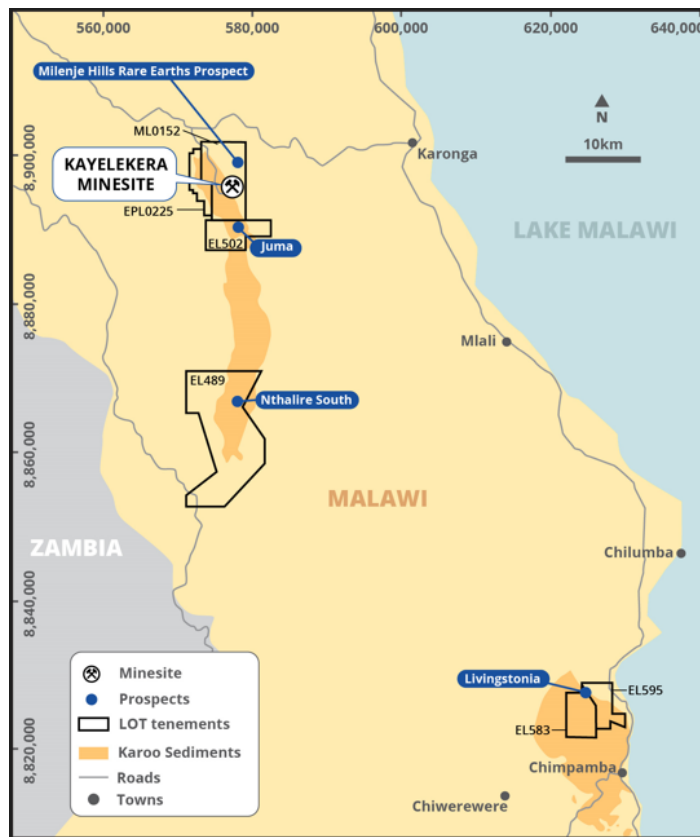 560,000
580,000
600,000
620,000
640,000
Milenje Hills Rare Earths Prospect
ML0152
N
10km
8,900,000
Karonga
KAYELEKERA
MINESITE
EPL0225
EL502
Juma
LAKE MALAWI
8,880,000
Mlali
EL489
Nthalire South
8,860,000
MALAWI
ZAMBIA
Chilumba
8,840,000
Livingstonia
EL595
EL583
8,820,000
Chimpamba
Chiwerewere
Minesite
Prospects
LOT tenements
Karoo Sediments
Roads
Towns